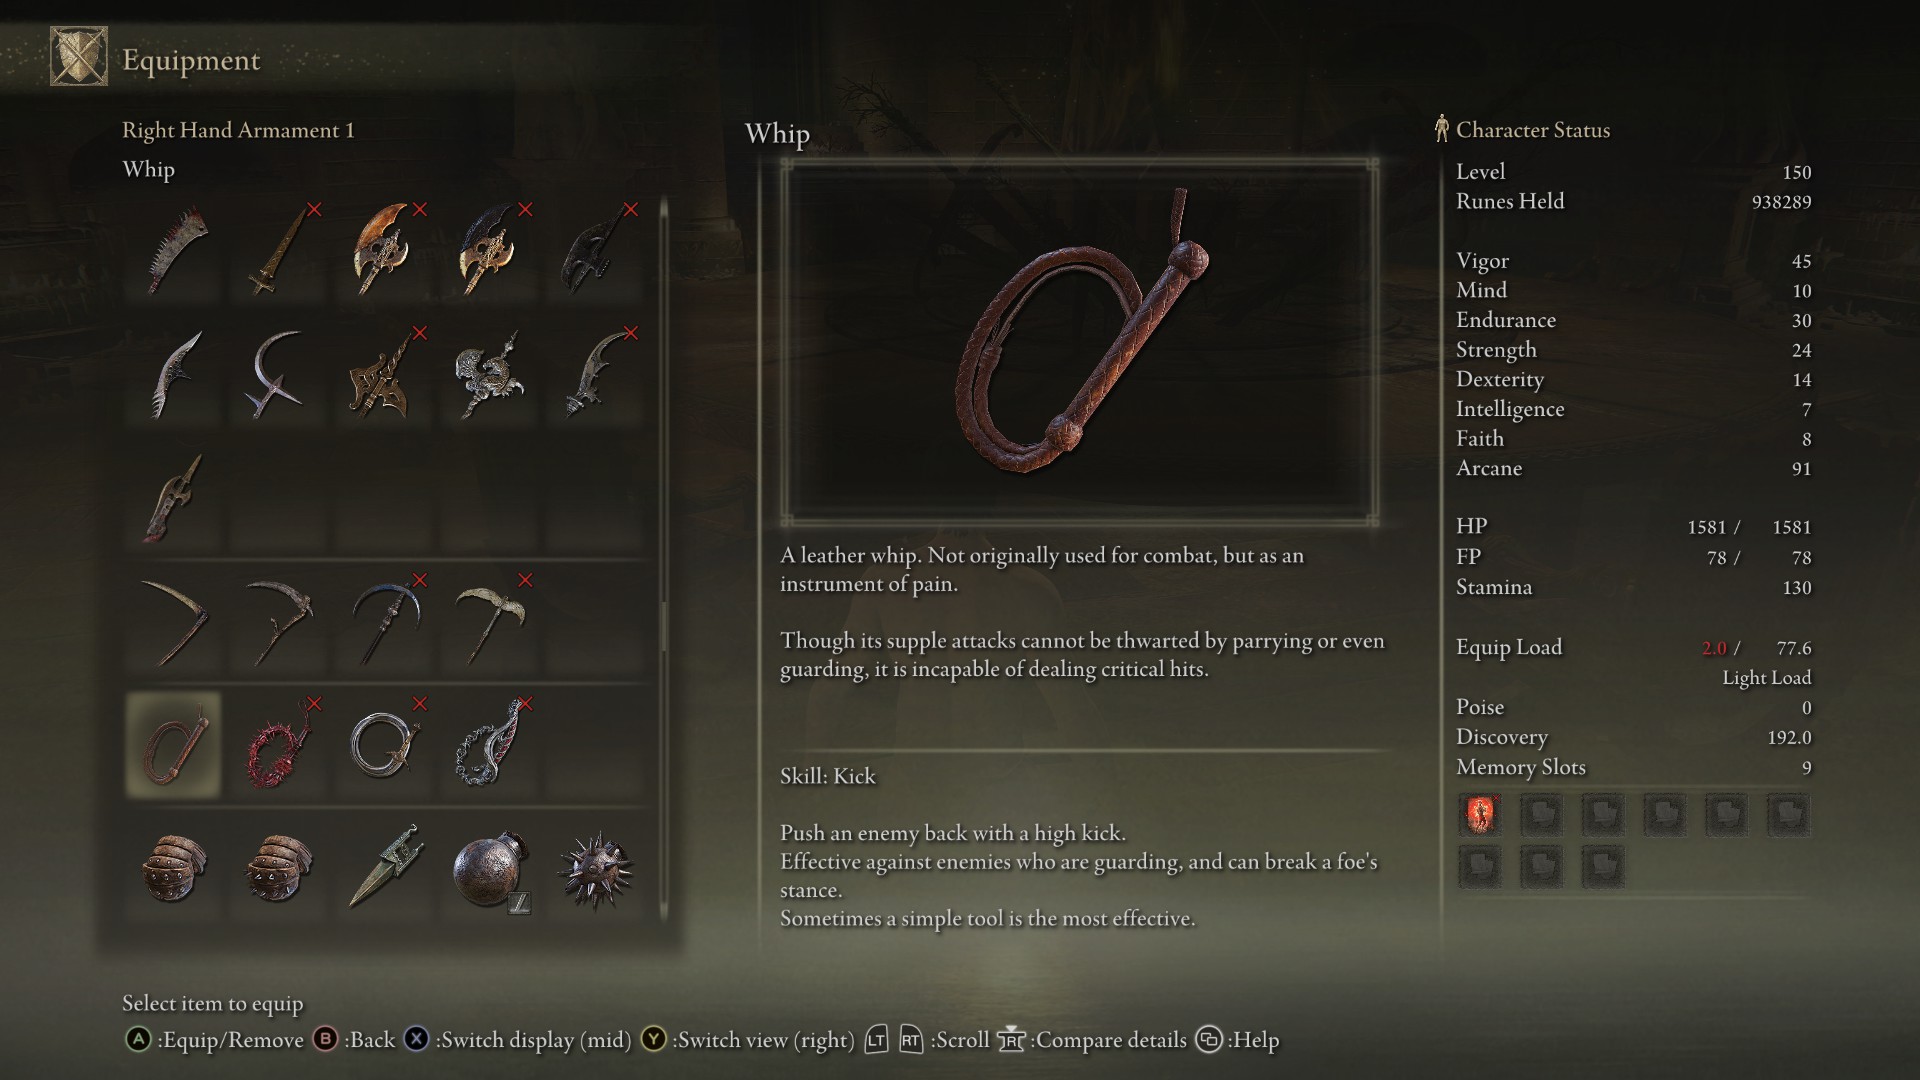 Equipment
Right Hand Armament 1
Whip
Whip
A leather whip. Not originally used for combat, but as an
instrument of pain.
Though its supple attacks cannot be thwarted by parrying or even
guarding, it is incapable of dealing critical hits.
Skill: Kick
Push an enemy back with a high kick.
Effective against enemies who are guarding, and can break a foe's
stance.
Sometimes a simple tool is the most effective.
Character Status
Level 150
Runes Held 938289
Vigor 45
Mind 10
Endurance 30
Strength 24
Dexterity 14
Intelligence 7
Faith 8
Arcane 91
HP 1581 / 1581
FP 78 / 78
Stamina 130
Equip Load 2.0 / 77.6
Light Load
Poise 0
Discovery 192.0
Memory Slots 9
Select item to equip
A :Equip/Remove B :Back X :Switch display (mid) Y :Switch view (right) LT RT :Scroll R :Compare details :Help